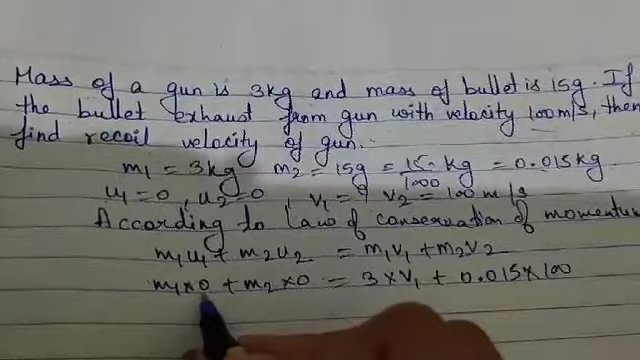 Mass of a gun is 3kg and mass of bullet is 15g. If
the bullet exhaust from gun with velocity 100m/s, then
find recoil velocity of gun.
m₁ = 3kg m₂ = 15g = 15/1000 kg = 0.015kg
u₁ = 0, u₂ = 0, v₁ = ? v₂ = 100 m/s
According to law of conservation of momentum
m₁u₁ + m₂u₂ = m₁v₁ + m₂v₂
m₁×0 + m₂×0 = 3×v₁ + 0.015×100